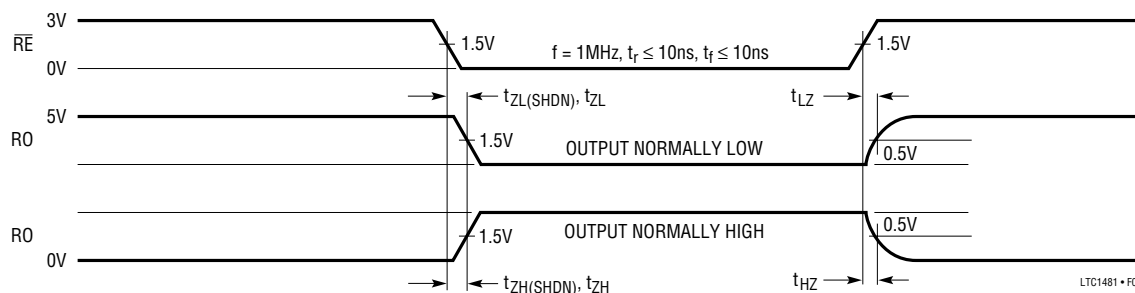 3V
RE
1.5V
f = 1MHz, tr ≤ 10ns, tf ≤ 10ns
1.5V
0V
tZL(SHDN), tZL
tLZ
5V
RO
1.5V
OUTPUT NORMALLY LOW
0.5V
RO
1.5V
OUTPUT NORMALLY HIGH
0.5V
0V
tZH(SHDN), tZH
tHZ
LTC1481 • FO